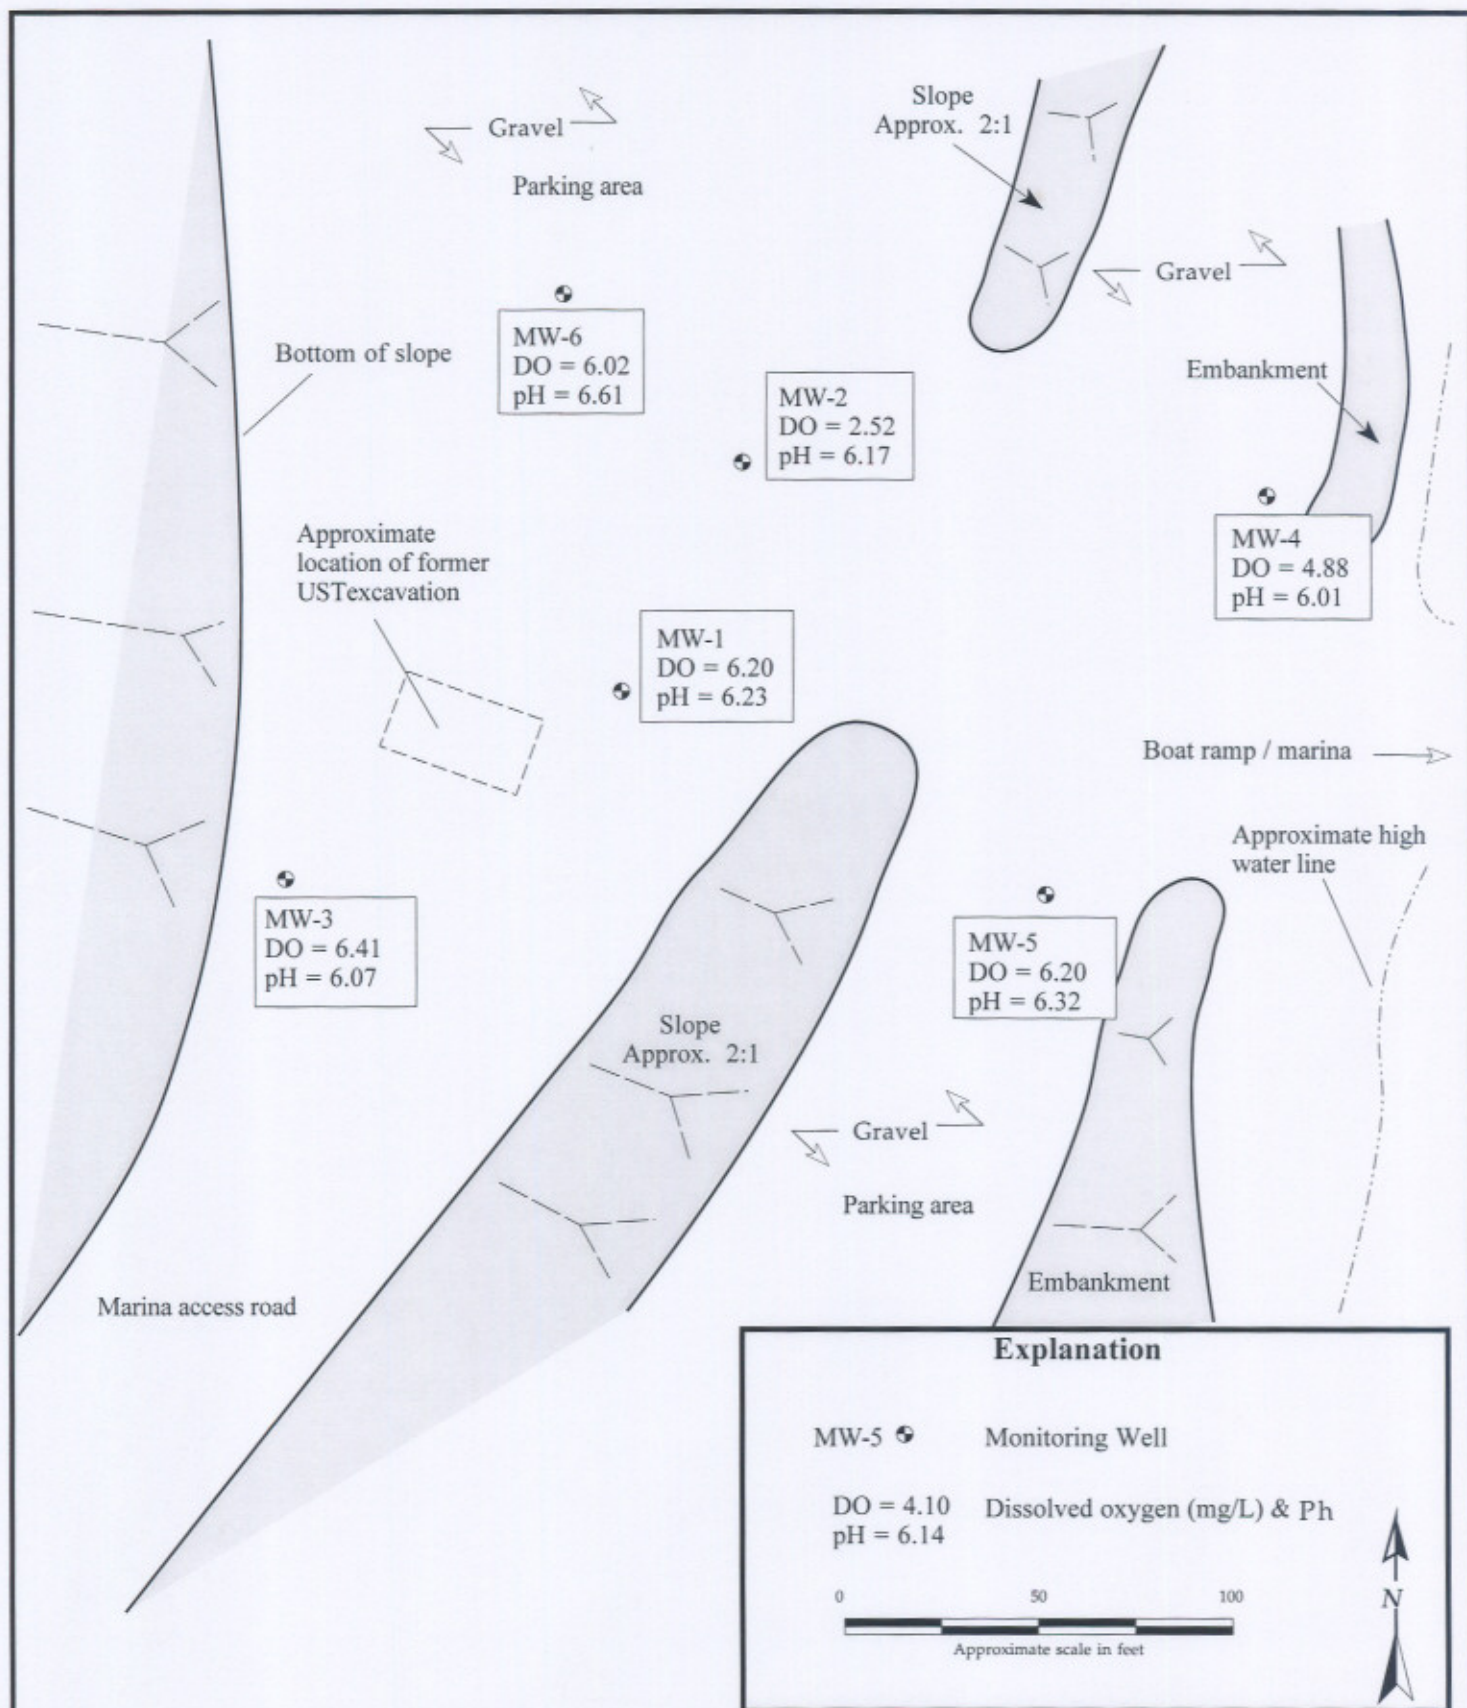 Gravel
Parking area
Slope
Approx. 2:1
Gravel
MW-6
DO = 6.02
pH = 6.61
Bottom of slope
MW-2
DO = 2.52
pH = 6.17
Embankment
Approximate
location of former
USTexcavation
MW-4
DO = 4.88
pH = 6.01
MW-1
DO = 6.20
pH = 6.23
Boat ramp / marina
Approximate high
water line
MW-3
DO = 6.41
pH = 6.07
MW-5
DO = 6.20
pH = 6.32
Slope
Approx. 2:1
Gravel
Parking area
Embankment
Marina access road
Explanation
MW-5 Monitoring Well
DO = 4.10 Dissolved oxygen (mg/L) & Ph
pH = 6.14
0 50 100
Approximate scale in feet
N